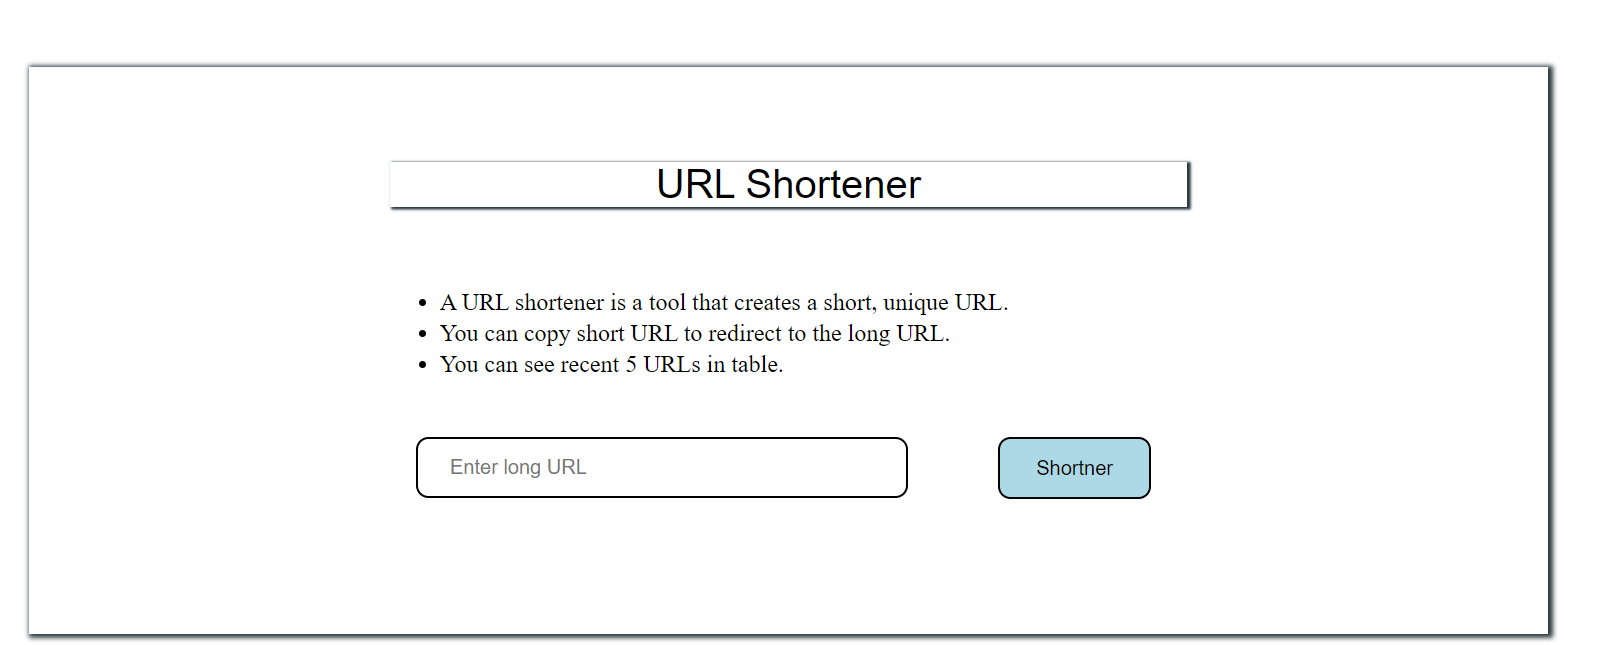 URL Shortener
A URL shortener is a tool that creates a short, unique URL.
You can copy short URL to redirect to the long URL.
You can see recent 5 URLs in table.
Enter long URL
Shortner